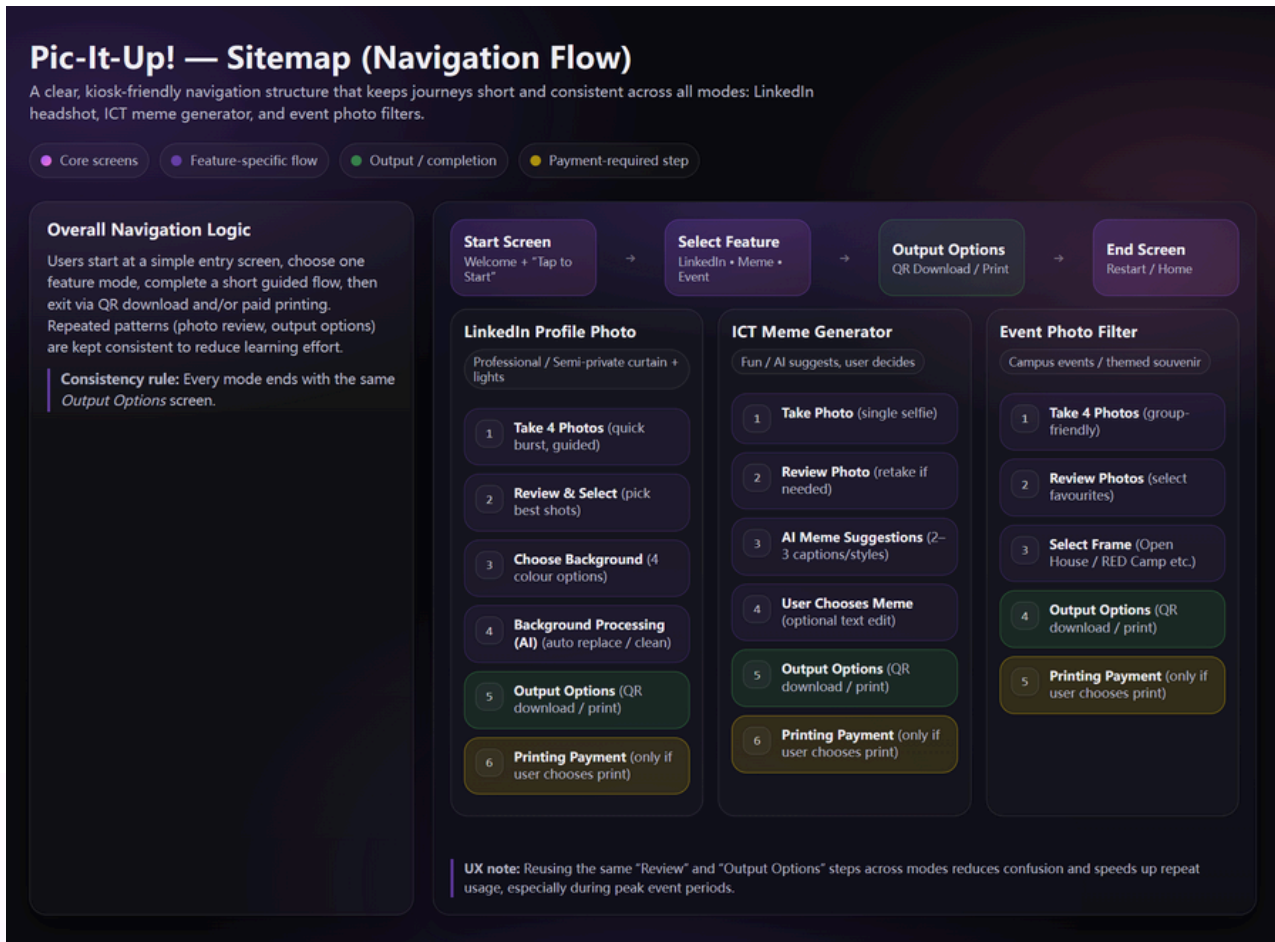 Pic-It-Up! — Sitemap (Navigation Flow)
A clear, kiosk-friendly navigation structure that keeps journeys short and consistent across all modes: LinkedIn
headshot, ICT meme generator, and event photo filters.
Core screens
Feature-specific flow
Output / completion
Payment-required step
Overall Navigation Logic
Users start at a simple entry screen, choose one
feature mode, complete a short guided flow, then
exit via QR download and/or paid printing.
Repeated patterns (photo review, output options)
are kept consistent to reduce learning effort.
Consistency rule: Every mode ends with the same
Output Options screen.
Start Screen
Welcome + “Tap to
Start”
→
Select Feature
LinkedIn • Meme •
Event
→
Output Options
QR Download / Print
→
End Screen
Restart / Home
LinkedIn Profile Photo
Professional / Semi-private curtain +
lights
1
Take 4 Photos (quick
burst, guided)
2
Review & Select (pick
best shots)
3
Choose Background (4
colour options)
4
Background Processing
(AI) (auto replace / clean)
5
Output Options (QR
download / print)
6
Printing Payment (only if
user chooses print)
ICT Meme Generator
Fun / AI suggests, user decides
1
Take Photo (single selfie)
2
Review Photo (retake if
needed)
3
AI Meme Suggestions (2–
3 captions/styles)
4
User Chooses Meme
(optional text edit)
5
Output Options (QR
download / print)
6
Printing Payment (only if
user chooses print)
Event Photo Filter
Campus events / themed souvenir
1
Take 4 Photos (group-
friendly)
2
Review Photos (select
favourites)
3
Select Frame (Open
House / RED Camp etc.)
4
Output Options (QR
download / print)
5
Printing Payment (only if
user chooses print)
UX note: Reusing the same “Review” and “Output Options” steps across modes reduces confusion and speeds up repeat
usage, especially during peak event periods.